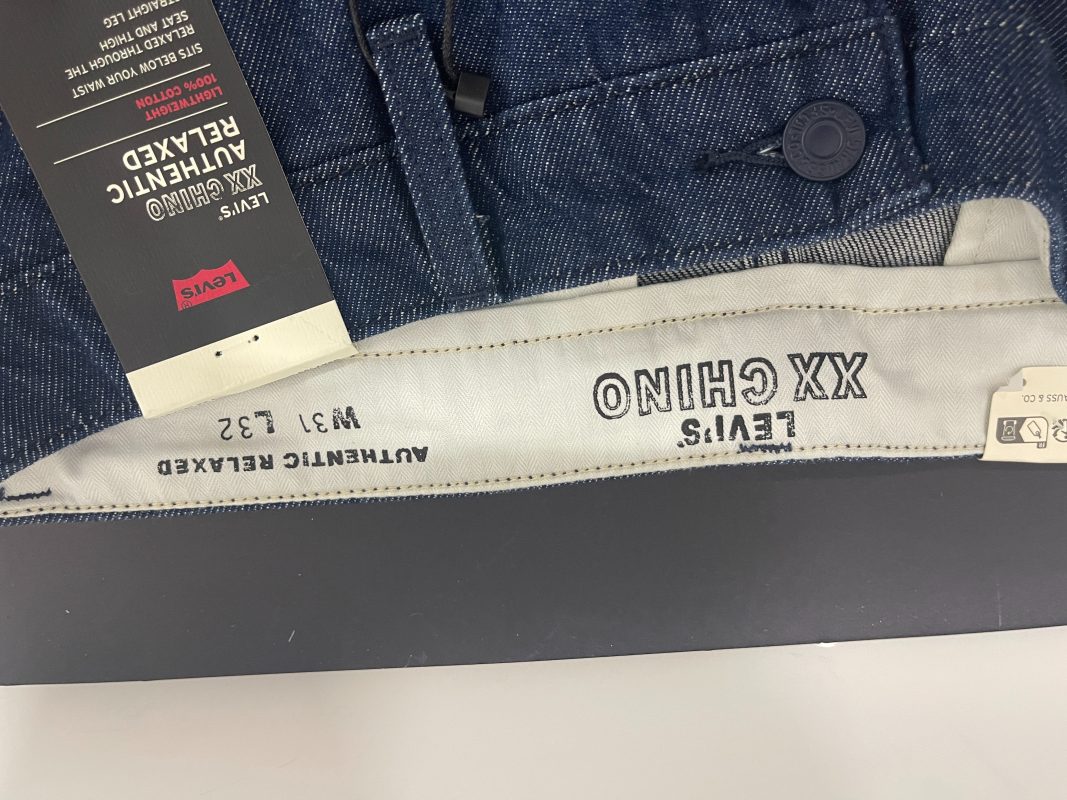 LEVI'S®
LEVI'S®
XX CHINO
AUTHENTIC
RELAXED
LIGHTWEIGHT
100% COTTON
SITS BELOW YOUR WAIST
RELAXED THROUGH THE
SEAT AND THIGH
STRAIGHT LEG
LEVI'S®
XX CHINO
AUTHENTIC RELAXED
W31 L32